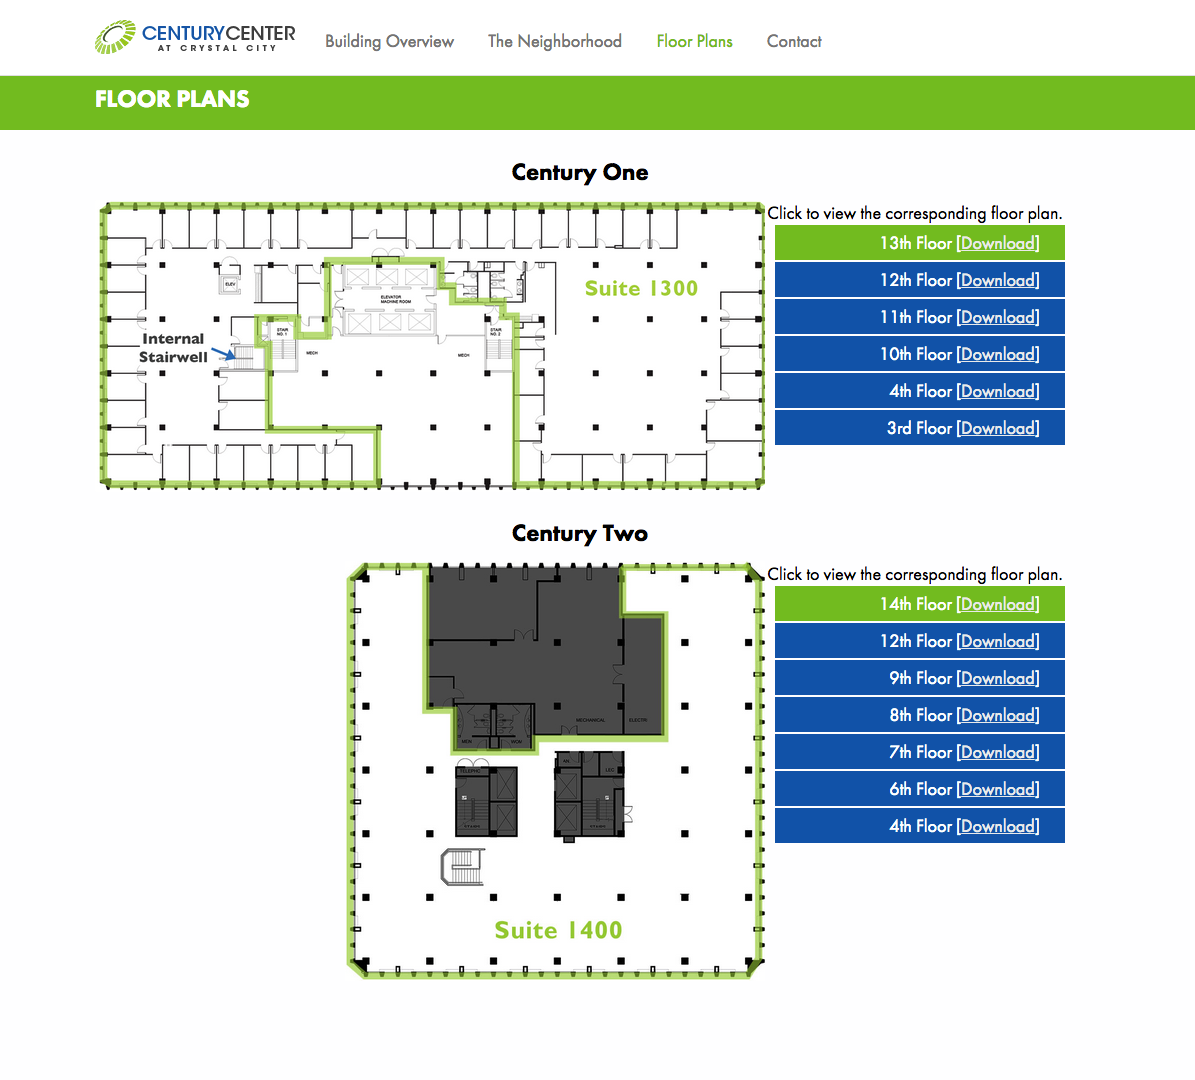 CENTURYCENTER
AT CRYSTAL CITY
Building Overview
The Neighborhood
Floor Plans
Contact
FLOOR PLANS
Century One
Click to view the corresponding floor plan.
13th Floor [Download]
12th Floor [Download]
11th Floor [Download]
10th Floor [Download]
4th Floor [Download]
3rd Floor [Download]
ELEV
ELEVATOR
MACHINE ROOM
Suite 1300
STAIR
NO. 1
STAIR
NO. 2
Internal
Stairwell
MECH
MECH
Century Two
Click to view the corresponding floor plan.
14th Floor [Download]
12th Floor [Download]
9th Floor [Download]
8th Floor [Download]
7th Floor [Download]
6th Floor [Download]
4th Floor [Download]
MECHANICAL
ELECTRI
MEN
WOM
TELEPHO
Suite 1400